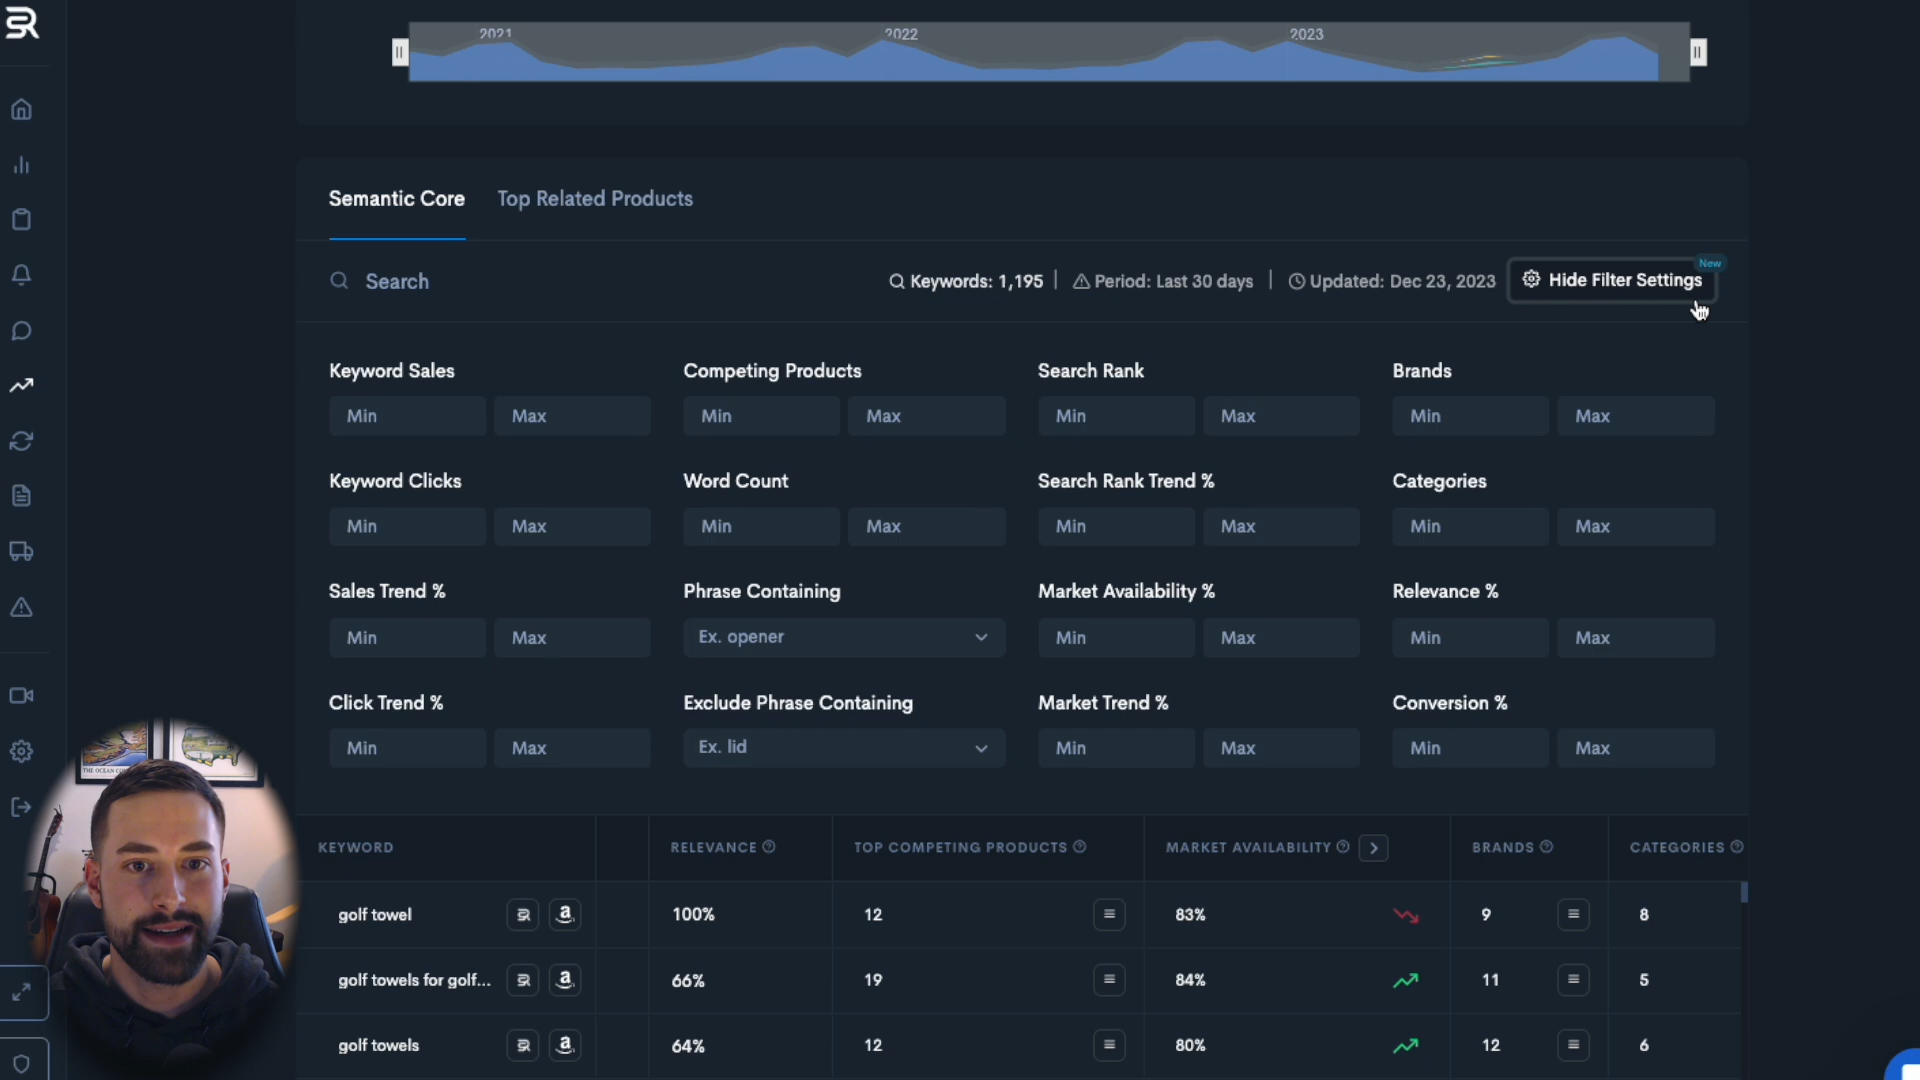 2021 2022 2023
Semantic Core Top Related Products
Search Keywords: 1,195 Period: Last 30 days Updated: Dec 23, 2023 Hide Filter Settings New
Keyword Sales Competing Products Search Rank Brands
Min Max Min Max Min Max Min Max
Keyword Clicks Word Count Search Rank Trend % Categories
Min Max Min Max Min Max Min Max
Sales Trend % Phrase Containing Market Availability % Relevance %
Min Max Ex. opener Min Max Min Max
Click Trend % Exclude Phrase Containing Market Trend % Conversion %
Min Max Ex. lid Min Max Min Max
KEYWORD RELEVANCE TOP COMPETING PRODUCTS MARKET AVAILABILITY BRANDS CATEGORIES
golf towel 100% 12 83% 9 8
golf towels for golf... 66% 19 84% 11 5
golf towels 64% 12 80% 12 6